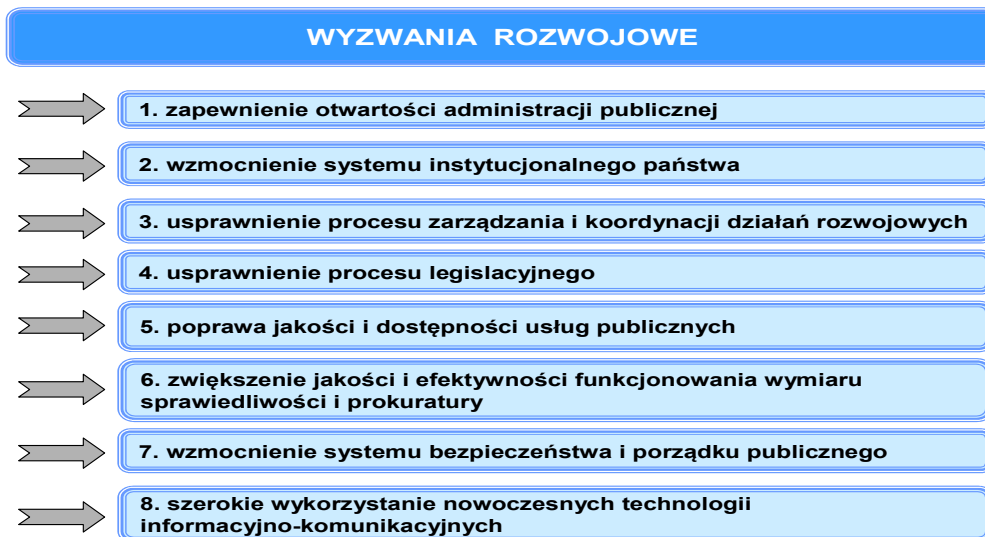 WYZWANIA ROZWOJOWE
1. zapewnienie otwartości administracji publicznej
2. wzmocnienie systemu instytucjonalnego państwa
3. usprawnienie procesu zarządzania i koordynacji działań rozwojowych
4. usprawnienie procesu legislacyjnego
5. poprawa jakości i dostępności usług publicznych
6. zwiększenie jakości i efektywności funkcjonowania wymiaru
sprawiedliwości i prokuratury
7. wzmocnienie systemu bezpieczeństwa i porządku publicznego
8. szerokie wykorzystanie nowoczesnych technologii
informacyjno-komunikacyjnych